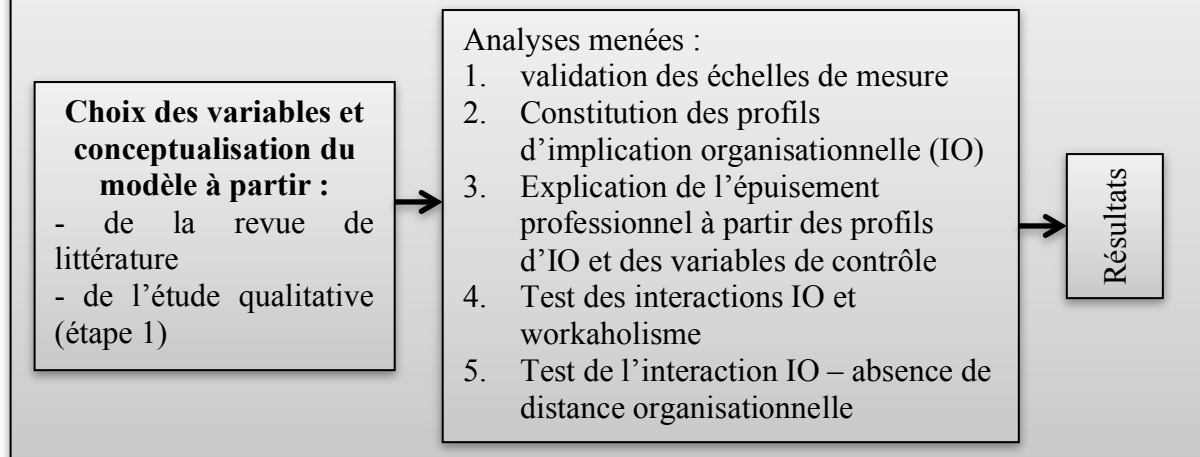 Choix des variables et
conceptualisation du
modèle à partir :
- de la revue de
littérature
- de l’étude qualitative
(étape 1)
Analyses menées :
1. validation des échelles de mesure
2. Constitution des profils
d’implication organisationnelle (IO)
3. Explication de l’épuisement
professionnel à partir des profils
d’IO et des variables de contrôle
4. Test des interactions IO et
workaholisme
5. Test de l’interaction IO – absence de
distance organisationnelle
Résultats